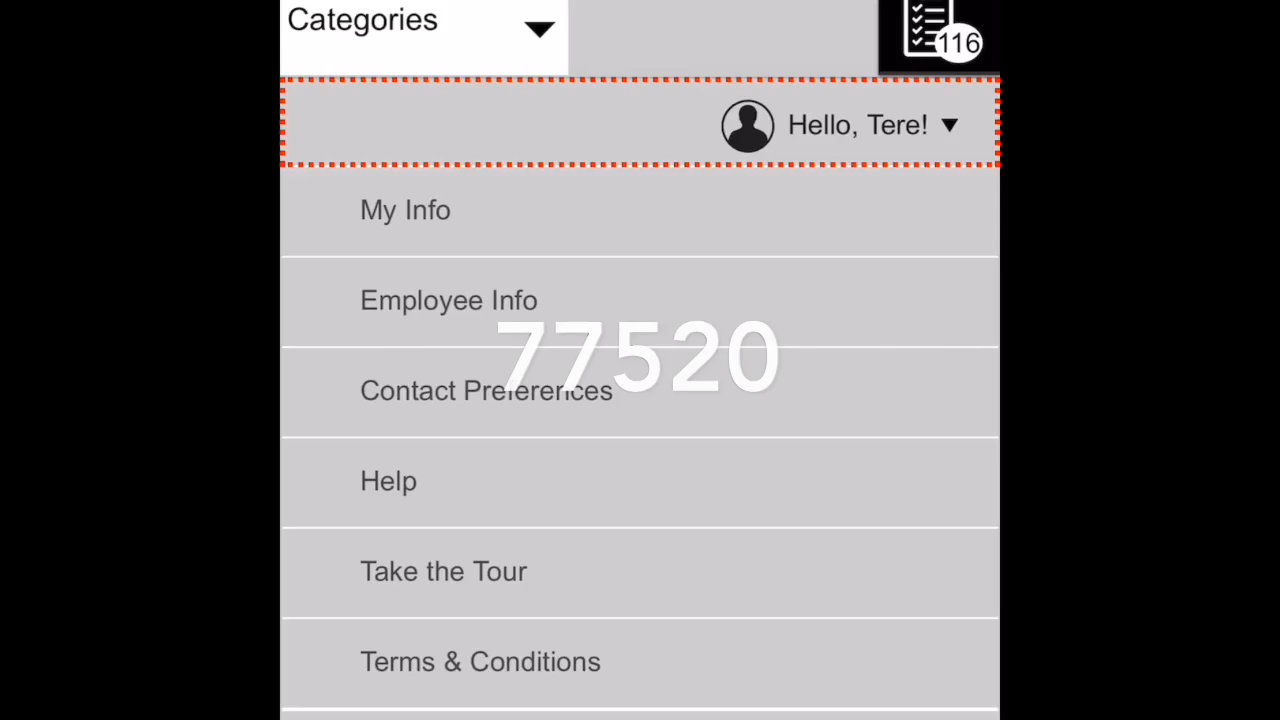 Categories
116
Hello, Tere!
My Info
Employee Info
77520
Contact Preferences
Help
Take the Tour
Terms & Conditions